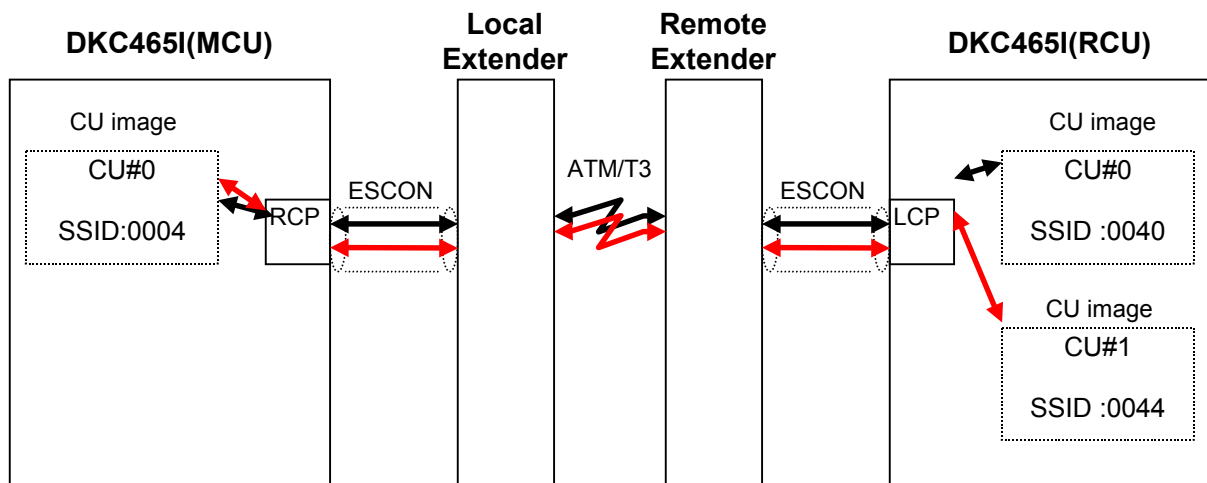 DKC465I(MCU)
Local
Extender
Remote
Extender
DKC465I(RCU)
CU image
CU#0
SSID:0004
RCP
ESCON
ATM/T3
ESCON
LCP
CU image
CU#0
SSID :0040
CU image
CU#1
SSID :0044